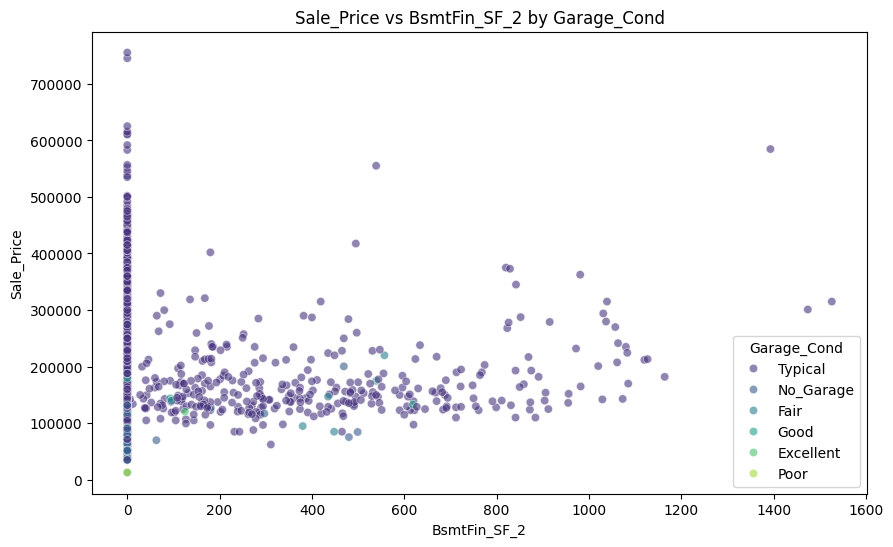 Sale_Price vs BsmtFin_SF_2 by Garage_Cond
Sale_Price
700000
600000
500000
400000
300000
200000
100000
0
Garage_Cond
Typical
No_Garage
Fair
Good
Excellent
Poor
0 200 400 600 800 1000 1200 1400 1600
BsmtFin_SF_2